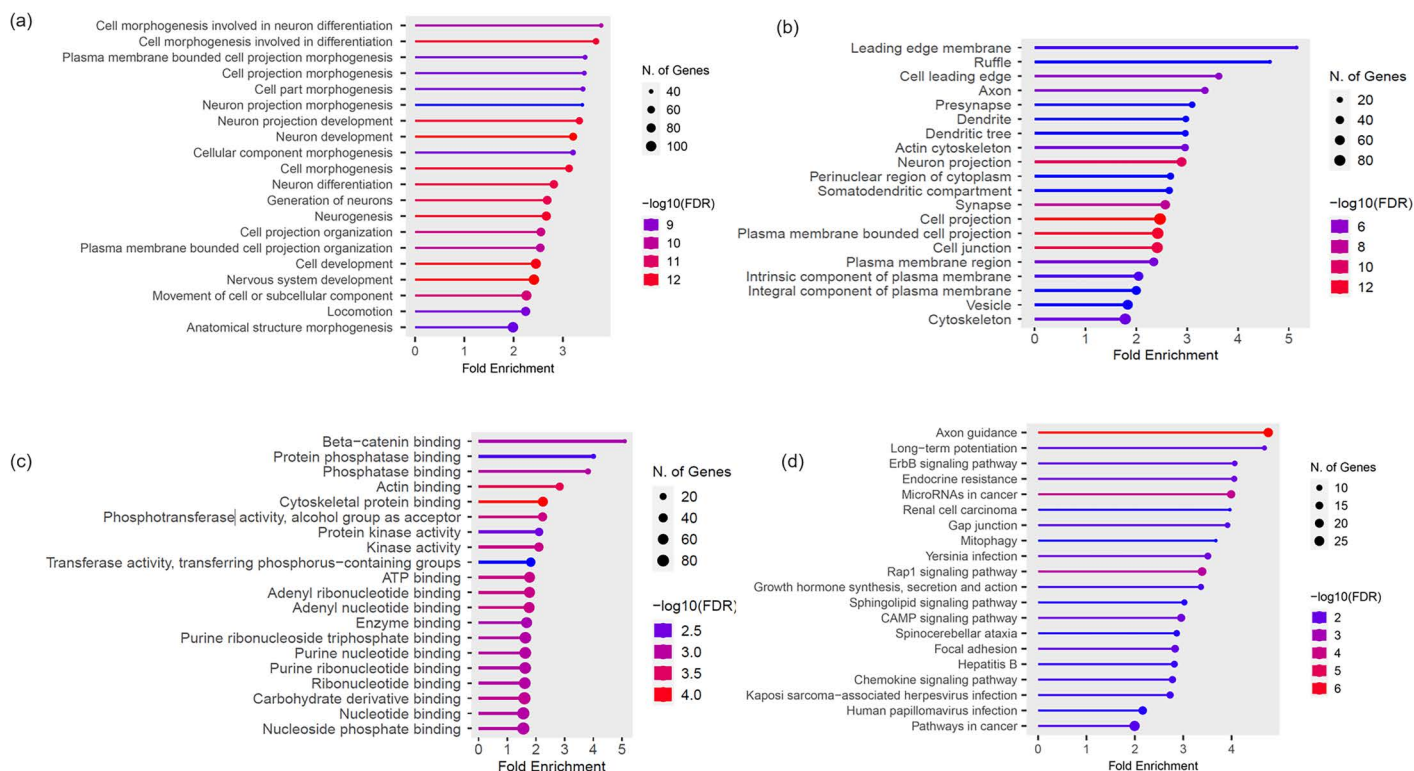 (a)
Cell morphogenesis involved in neuron differentiation
Cell morphogenesis involved in differentiation
Plasma membrane bounded cell projection morphogenesis
Cell projection morphogenesis
Cell part morphogenesis
Neuron projection morphogenesis
Neuron projection development
Neuron development
Cellular component morphogenesis
Cell morphogenesis
Neuron differentiation
Generation of neurons
Neurogenesis
Cell projection organization
Plasma membrane bounded cell projection organization
Cell development
Nervous system development
Movement of cell or subcellular component
Locomotion
Anatomical structure morphogenesis
0 1 2 3
Fold Enrichment
N. of Genes
40
60
80
100
−log10(FDR)
9
10
11
12
(b)
Leading edge membrane
Ruffle
Cell leading edge
Axon
Presynapse
Dendrite
Dendritic tree
Actin cytoskeleton
Neuron projection
Perinuclear region of cytoplasm
Somatodendritic compartment
Synapse
Cell projection
Plasma membrane bounded cell projection
Cell junction
Plasma membrane region
Intrinsic component of plasma membrane
Integral component of plasma membrane
Vesicle
Cytoskeleton
0 1 2 3 4 5
Fold Enrichment
N. of Genes
20
40
60
80
−log10(FDR)
6
8
10
12
(c)
Beta-catenin binding
Protein phosphatase binding
Phosphatase binding
Actin binding
Cytoskeletal protein binding
Phosphotransferase activity, alcohol group as acceptor
Protein kinase activity
Kinase activity
Transferase activity, transferring phosphorus-containing groups
ATP binding
Adenyl ribonucleotide binding
Adenyl nucleotide binding
Enzyme binding
Purine ribonucleoside triphosphate binding
Purine nucleotide binding
Purine ribonucleotide binding
Ribonucleotide binding
Carbohydrate derivative binding
Nucleotide binding
Nucleoside phosphate binding
0 1 2 3 4 5
Fold Enrichment
N. of Genes
20
40
60
80
−log10(FDR)
2.5
3.0
3.5
4.0
(d)
Axon guidance
Long-term potentiation
ErbB signaling pathway
Endocrine resistance
MicroRNAs in cancer
Renal cell carcinoma
Gap junction
Mitophagy
Yersinia infection
Rap1 signaling pathway
Growth hormone synthesis, secretion and action
Sphingolipid signaling pathway
CAMP signaling pathway
Spinocerebellar ataxia
Focal adhesion
Hepatitis B
Chemokine signaling pathway
Kaposi sarcoma-associated herpesvirus infection
Human papillomavirus infection
Pathways in cancer
0 1 2 3 4
Fold Enrichment
N. of Genes
10
15
20
25
−log10(FDR)
2
3
4
5
6